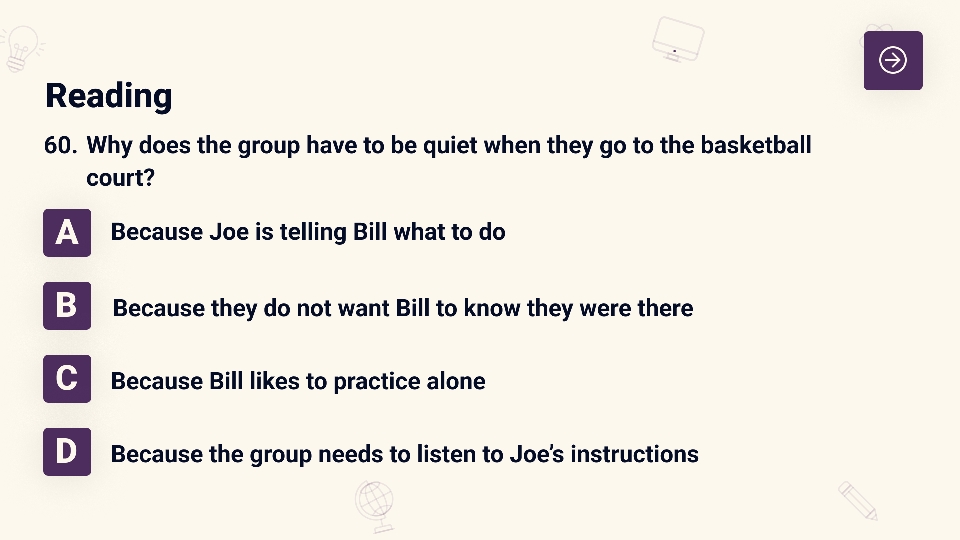 Reading
60. Why does the group have to be quiet when they go to the basketball
court?
A Because Joe is telling Bill what to do
B Because they do not want Bill to know they were there
C Because Bill likes to practice alone
D Because the group needs to listen to Joe's instructions